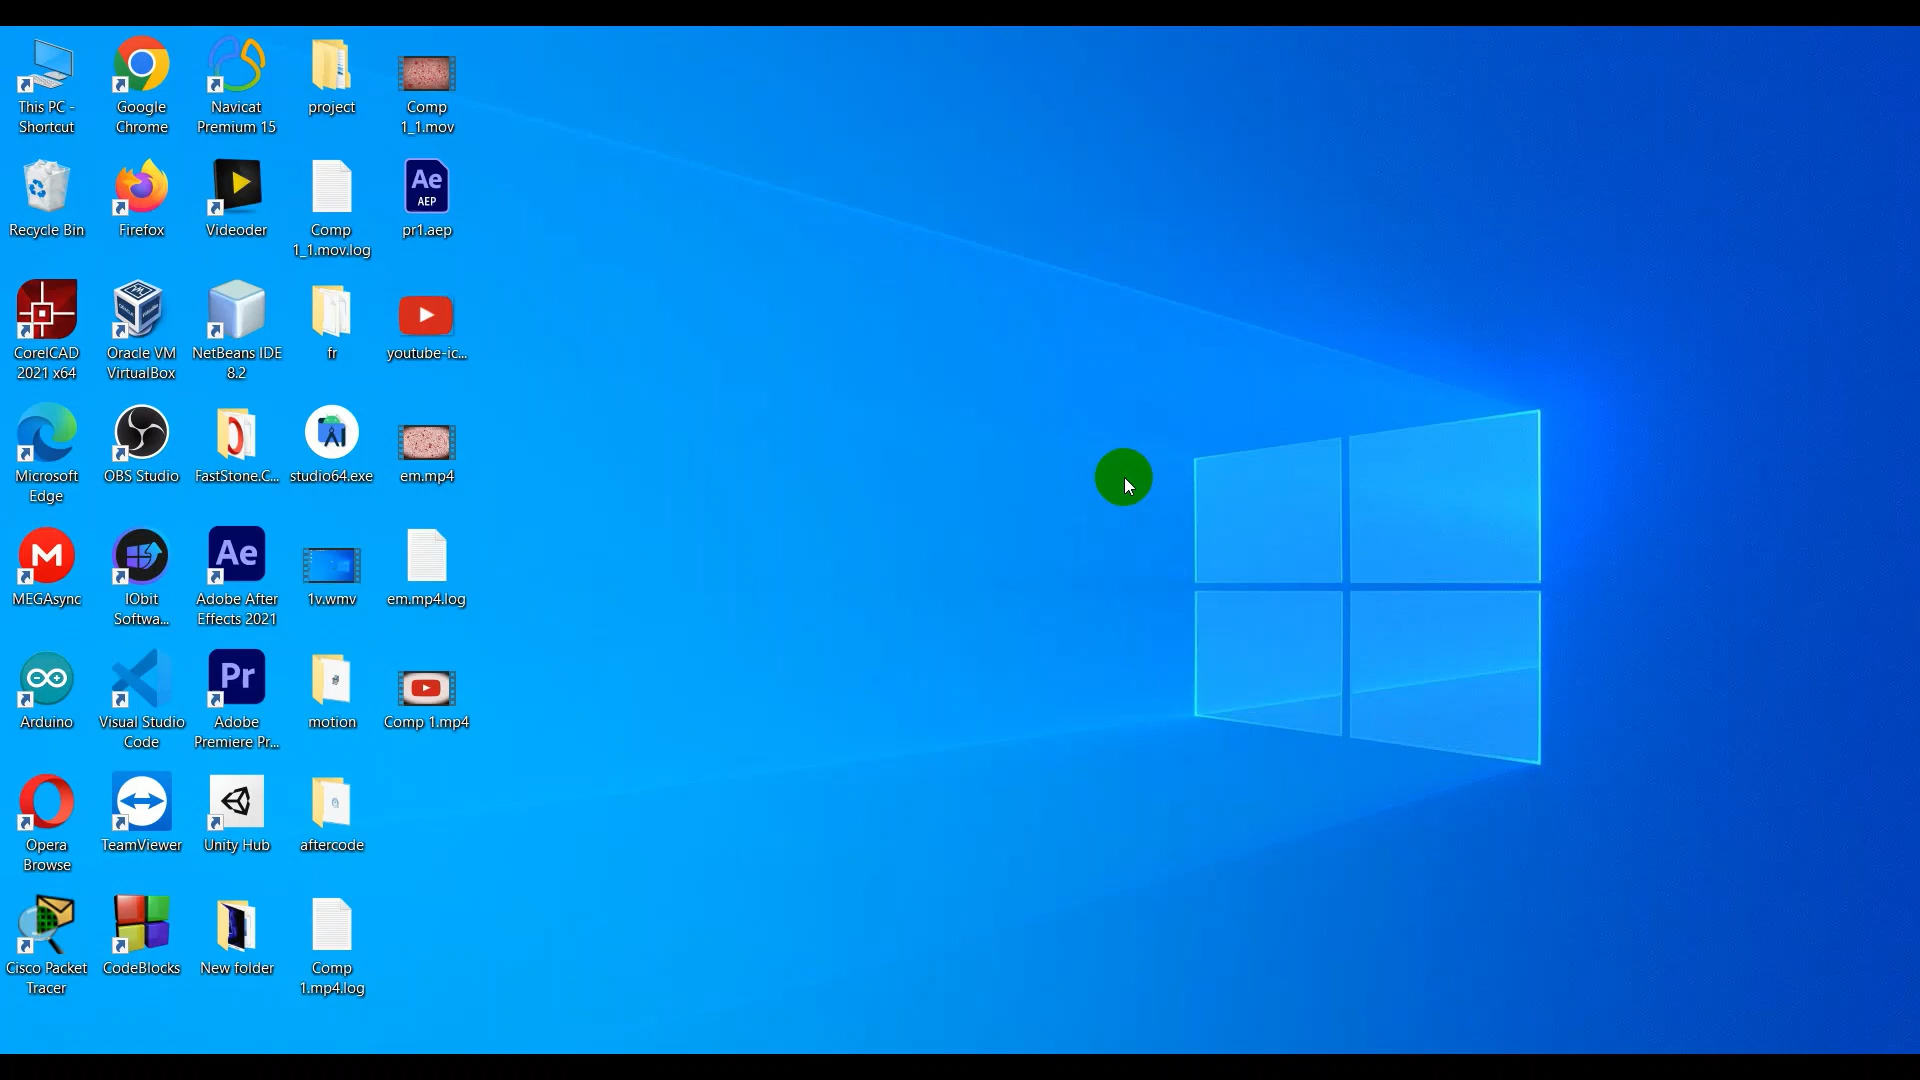 This PC -
Shortcut
Google
Chrome
Navicat
Premium 15
project
Comp
1_1.mov
Recycle Bin
Firefox
Videoder
Comp
1_1.mov.log
Ae
AEP
pr1.aep
CorelCAD
2021 x64
Oracle VM
VirtualBox
NetBeans IDE
8.2
fr
youtube-ic...
Microsoft
Edge
OBS Studio
FastStone.C...
studio64.exe
em.mp4
M
MEGAsync
IObit
Softwa...
Ae
Adobe After
Effects 2021
1v.wmv
em.mp4.log
Arduino
Visual Studio
Code
Pr
Adobe
Premiere Pr...
motion
Comp 1.mp4
Opera
Browse
TeamViewer
Unity Hub
aftercode
Cisco Packet
Tracer
CodeBlocks
New folder
Comp
1.mp4.log